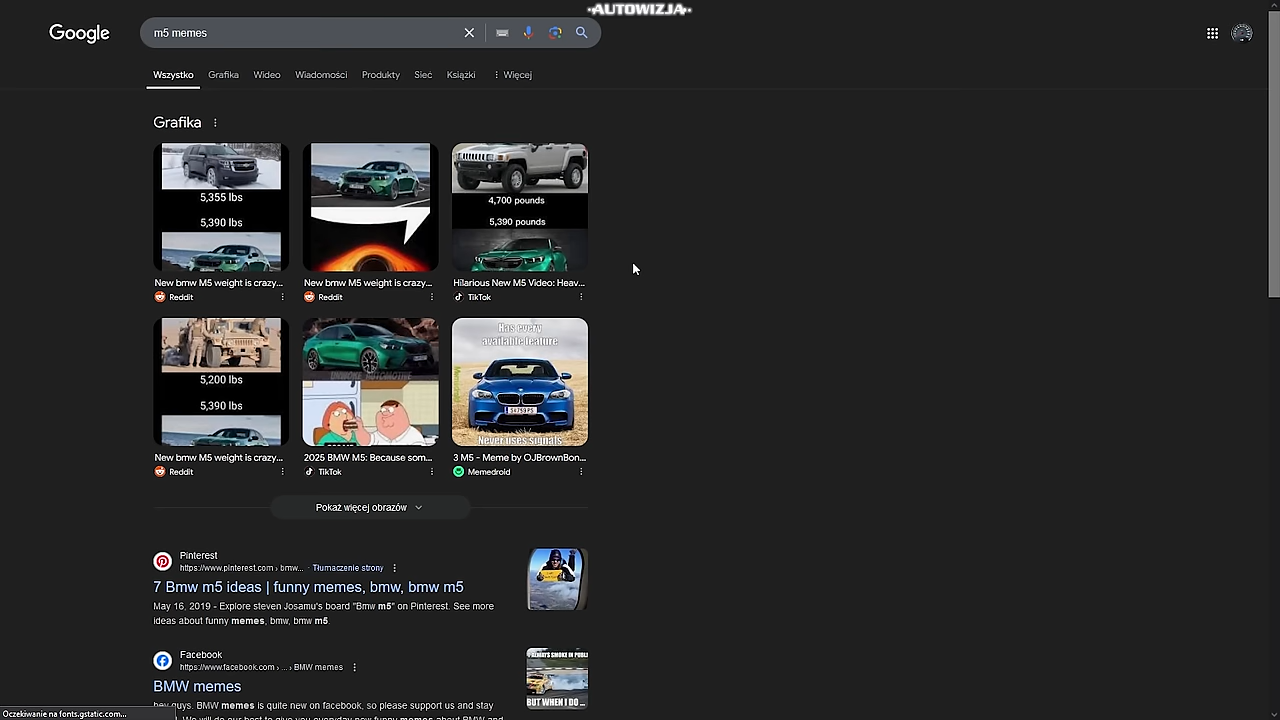 ·AUTOWIZJA·
Google
m5 memes
Wszystko Grafika Wideo Wiadomości Produkty Sieć Książki Więcej
Grafika
5,355 lbs
5,390 lbs
4,700 pounds
5,390 pounds
New bmw M5 weight is crazy... New bmw M5 weight is crazy... Hilarious New M5 Video: Heav...
Reddit Reddit TikTok
5,200 lbs
5,390 lbs
Has every
available feature
Never uses signals
New bmw M5 weight is crazy... 2025 BMW M5: Because som... 3 M5 - Meme by OJBrownBon...
Reddit TikTok Memedroid
Pokaż więcej obrazów
Pinterest
https://www.pinterest.com › bmw... · Tłumaczenie strony
7 Bmw m5 ideas | funny memes, bmw, bmw m5
May 16, 2019 - Explore steven Josamu's board "Bmw m5" on Pinterest. See more
ideas about funny memes, bmw, bmw m5.
Facebook
https://www.facebook.com › ... › BMW memes
BMW memes
hey guys. BMW memes is quite new on facebook, so please support us and stay
BUT WHEN I DO...
Oczekiwanie na fonts.gstatic.com...